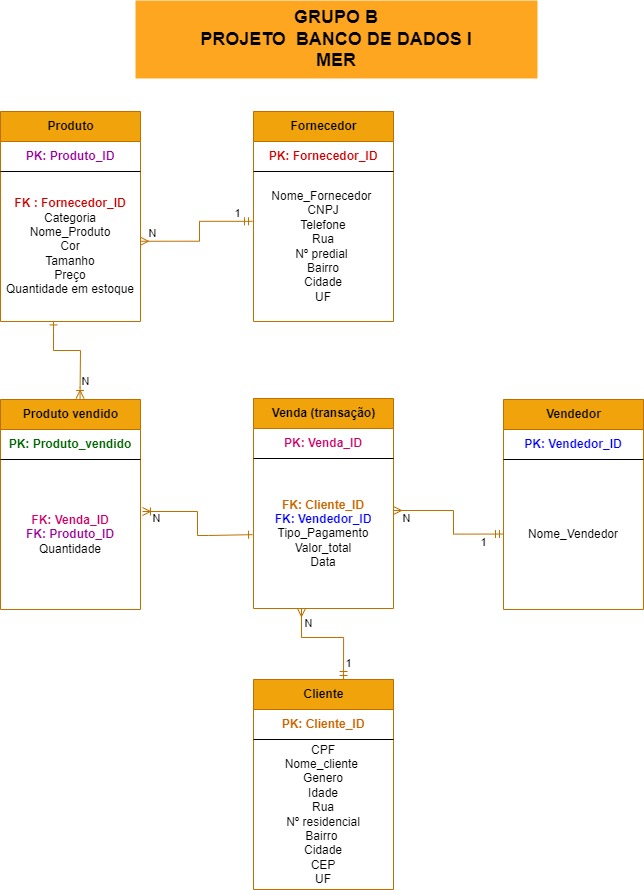 GRUPO B
PROJETO  BANCO DE DADOS I
MER
Produto
PK: Produto_ID
FK : Fornecedor_ID
Categoria
Nome_Produto
Cor
Tamanho
Preço
Quantidade em estoque
N
1
Fornecedor
PK: Fornecedor_ID
Nome_Fornecedor
CNPJ
Telefone
Rua
Nº predial
Bairro
Cidade
UF
N
Produto vendido
PK: Produto_vendido
FK: Venda_ID
FK: Produto_ID
Quantidade
N
Venda (transação)
PK: Venda_ID
FK: Cliente_ID
FK: Vendedor_ID
Tipo_Pagamento
Valor_total
Data
N
1
Vendedor
PK: Vendedor_ID
Nome_Vendedor
N
1
Cliente
PK: Cliente_ID
CPF
Nome_cliente
Genero
Idade
Rua
Nº residencial
Bairro
Cidade
CEP
UF